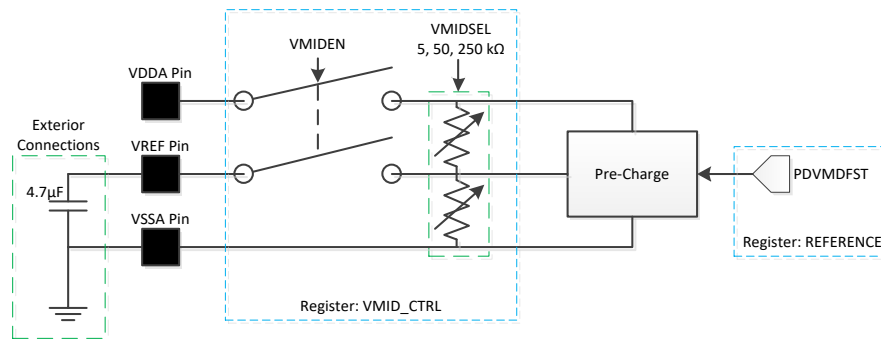 VMIDEN
VMIDSEL
5, 50, 250 kΩ
VDDA Pin
Exterior
Connections
VREF Pin
4.7µF
VSSA Pin
Pre-Charge
PDVMDFST
Register: REFERENCE
Register: VMID_CTRL